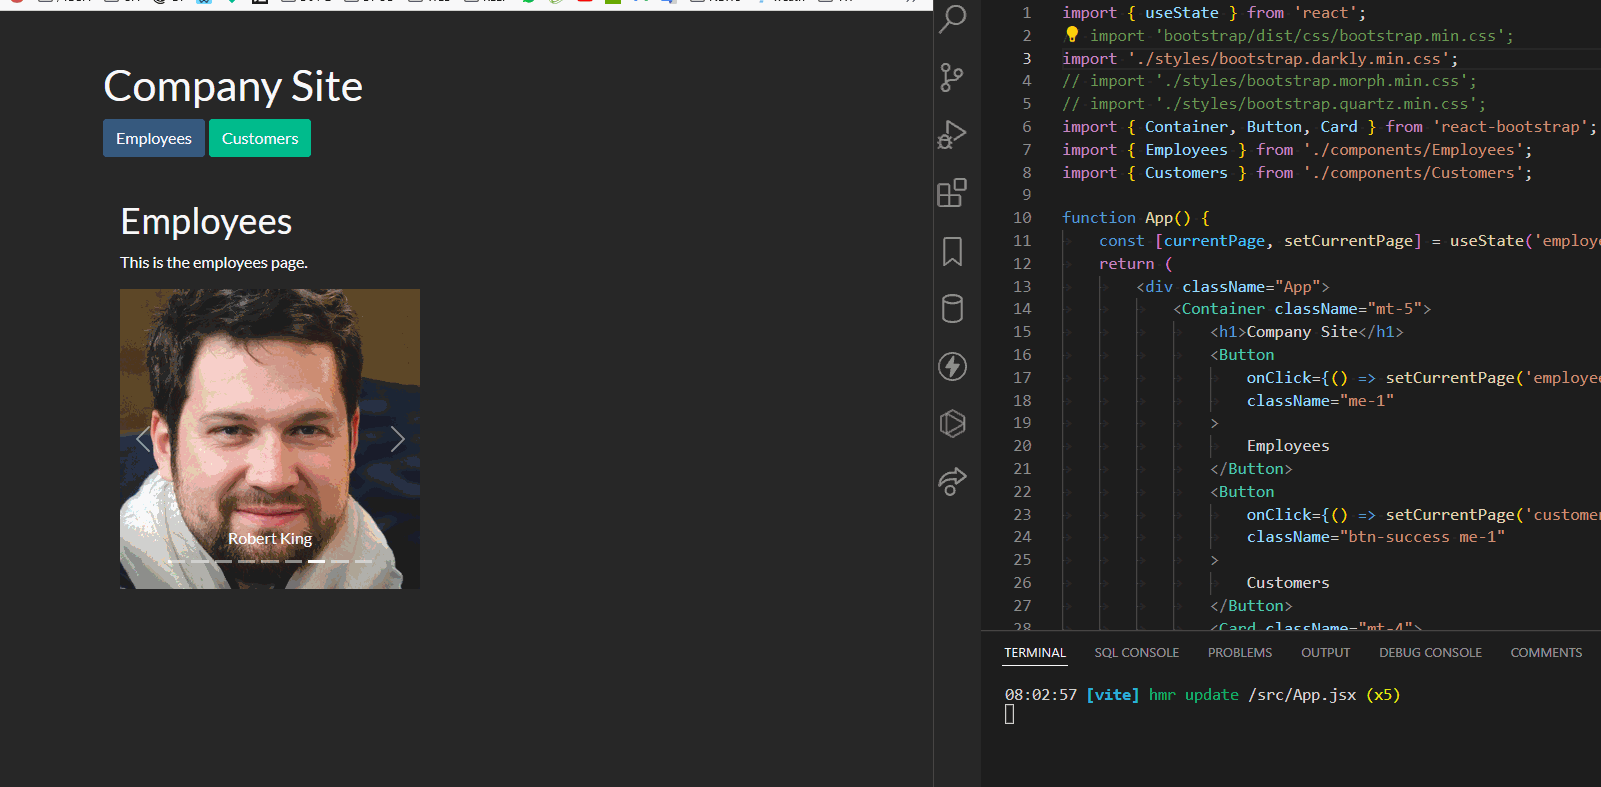 Company Site
Employees
Customers
Employees
This is the employees page.
Robert King
1 import { useState } from 'react';
2 import 'bootstrap/dist/css/bootstrap.min.css';
3 import './styles/bootstrap.darkly.min.css';
4 // import './styles/bootstrap.morph.min.css';
5 // import './styles/bootstrap.quartz.min.css';
6 import { Container, Button, Card } from 'react-bootstrap';
7 import { Employees } from './components/Employees';
8 import { Customers } from './components/Customers';
9
10 function App() {
11 const [currentPage, setCurrentPage] = useState('employe
12 return (
13 <div className="App">
14 <Container className="mt-5">
15 <h1>Company Site</h1>
16 <Button
17 onClick={() => setCurrentPage('employee
18 className="me-1"
19 >
20 Employees
21 </Button>
22 <Button
23 onClick={() => setCurrentPage('customer
24 className="btn-success me-1"
25 >
26 Customers
27 </Button>
28 <Card className="mt-4">
TERMINAL SQL CONSOLE PROBLEMS OUTPUT DEBUG CONSOLE COMMENTS
08:02:57 [vite] hmr update /src/App.jsx (x5)